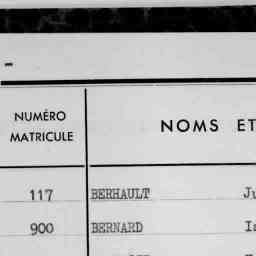 NUMÉRO
MATRICULE
NOMS ET
117 BERHAULT
900 BERNARD